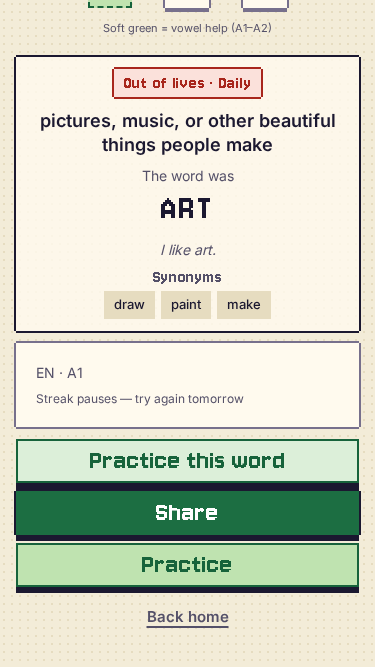 Soft green = vowel help (A1–A2)
Out of lives · Daily
pictures, music, or other beautiful
things people make
The word was
ART
I like art.
Synonyms
draw paint make
EN · A1
Streak pauses — try again tomorrow
Practice this word
Share
Practice
Back home